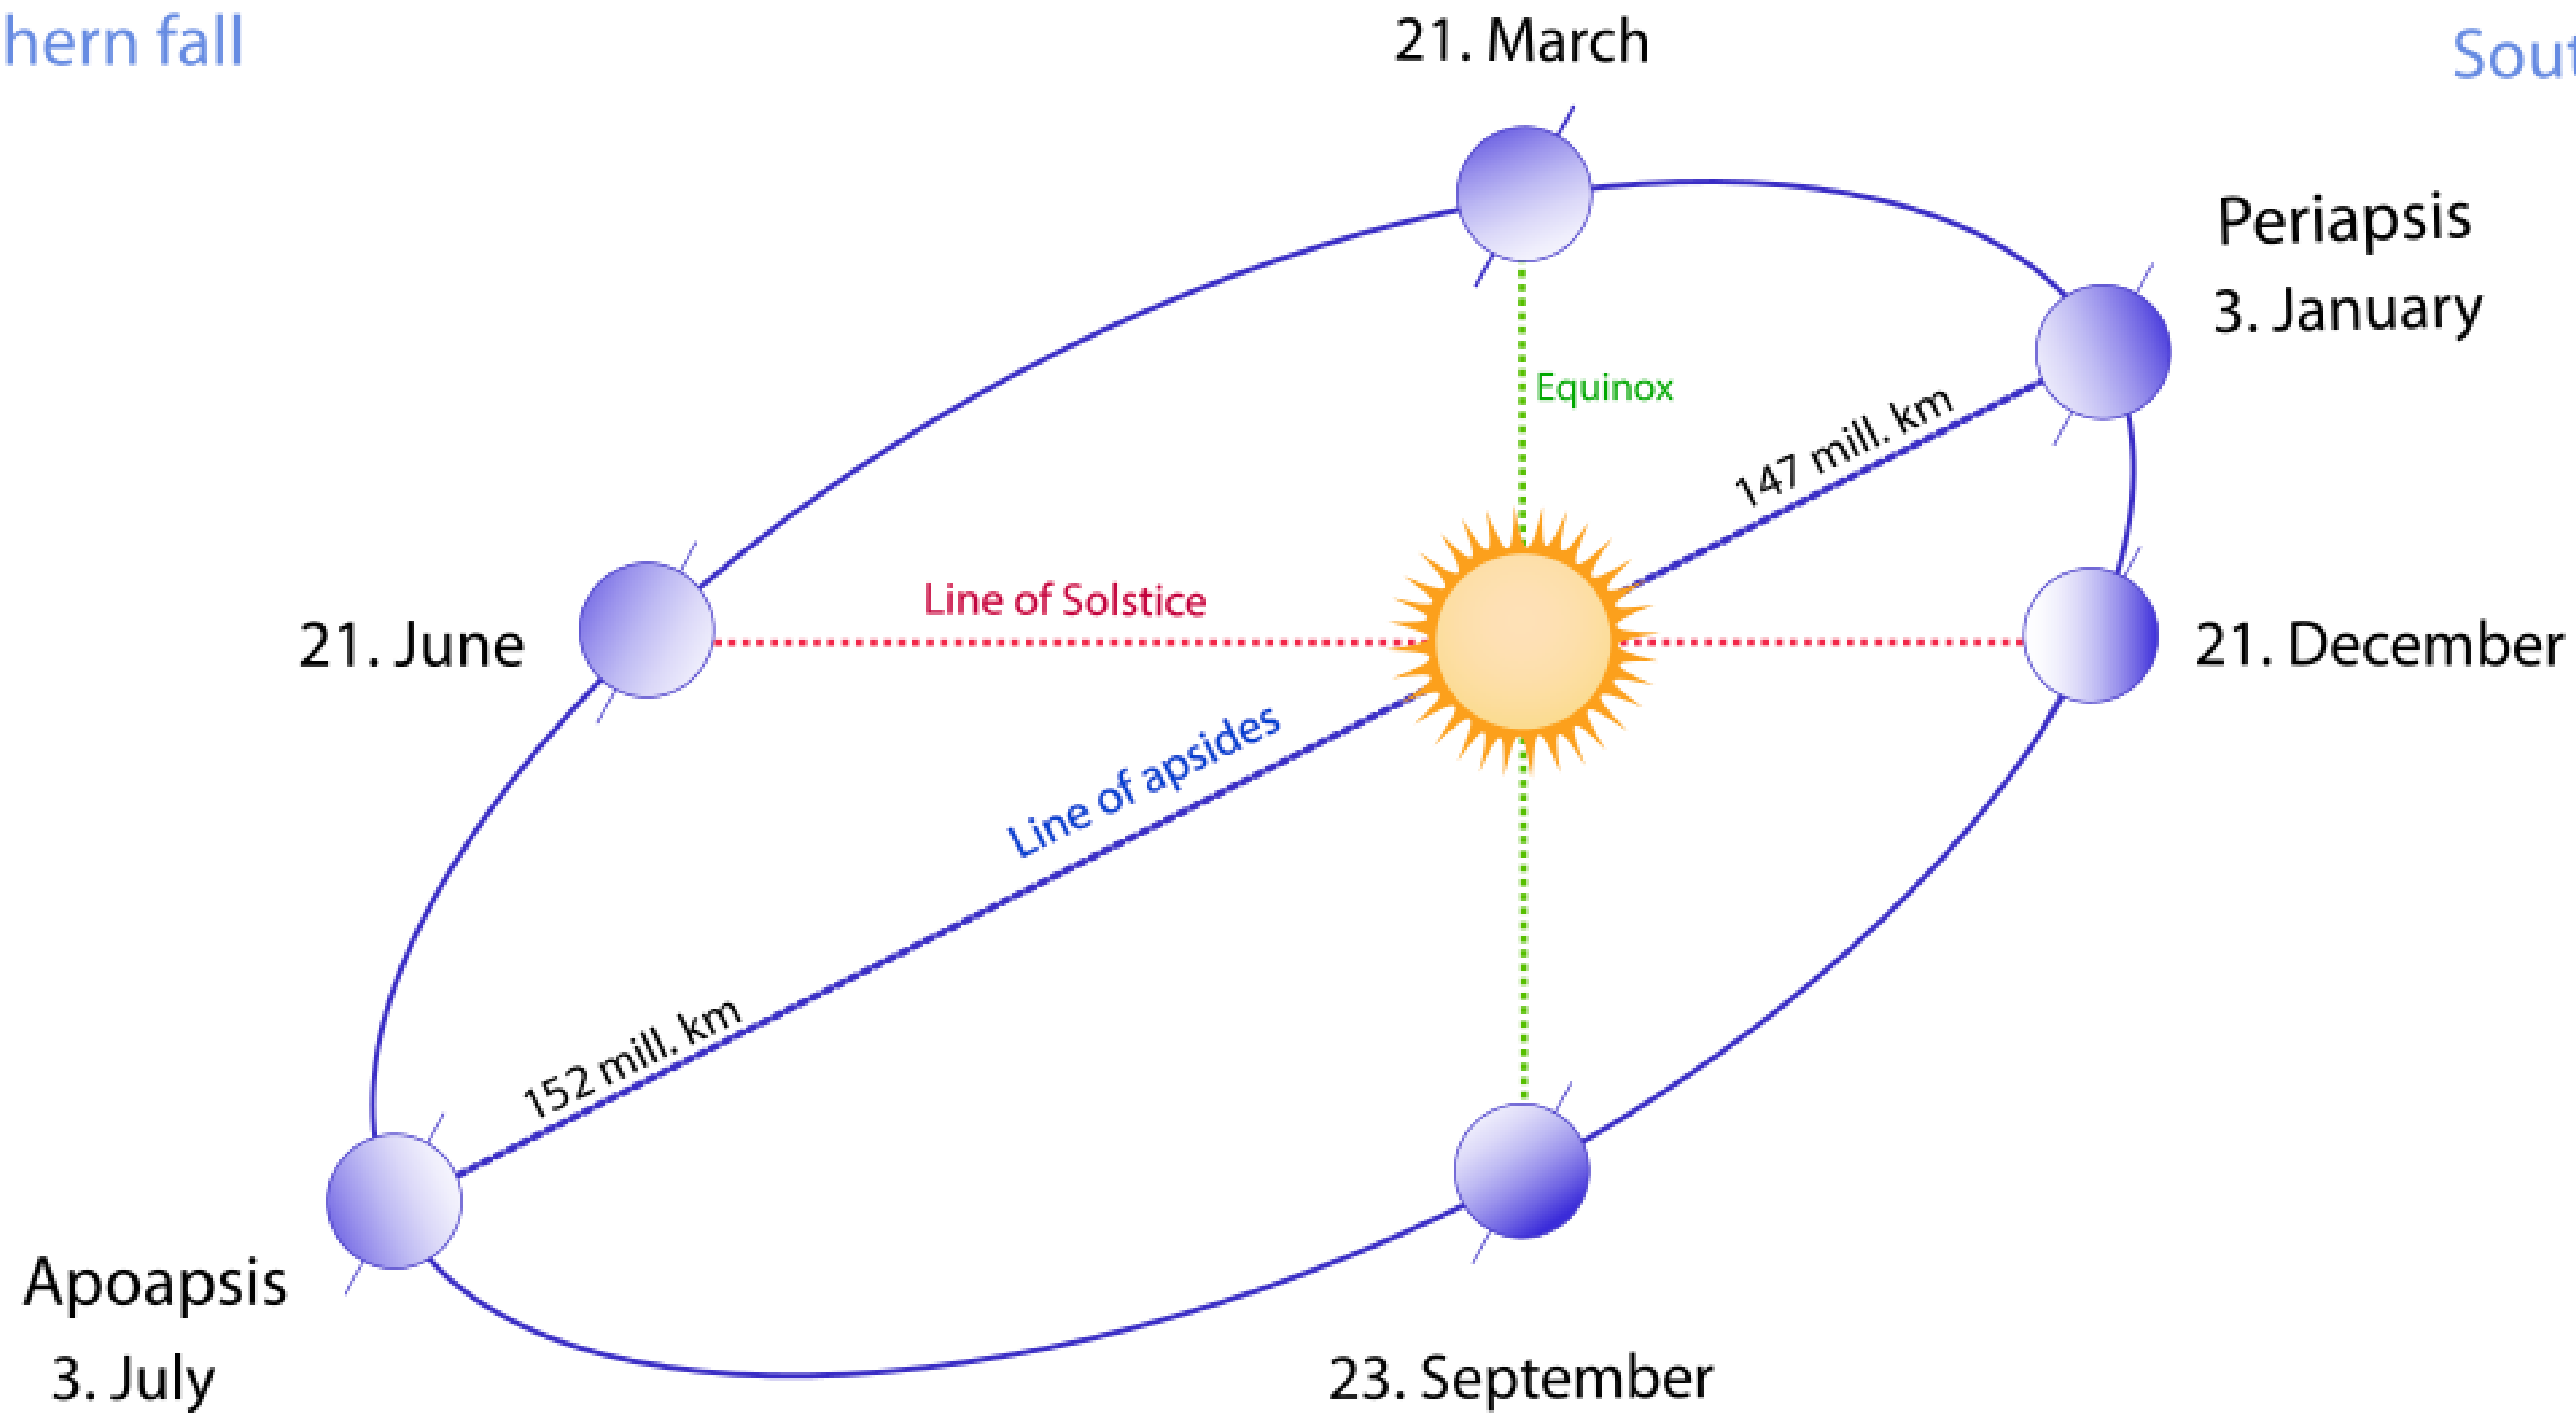 hern fall
21. March
Sout
Periapsis
3. January
Equinox
147 mill. km
Line of Solstice
21. June
21. December
Line of apsides
152 mill. km
Apoapsis
3. July
23. September